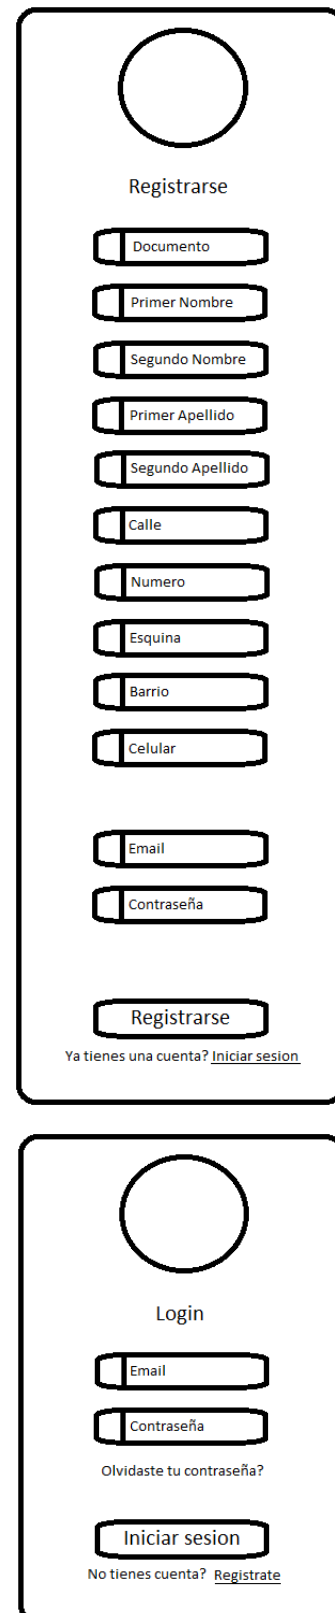 Registrarse
Documento
Primer Nombre
Segundo Nombre
Primer Apellido
Segundo Apellido
Calle
Numero
Esquina
Barrio
Celular
Email
Contraseña
Registrarse
Ya tienes una cuenta? Iniciar sesion
Login
Email
Contraseña
Olvidaste tu contraseña?
Iniciar sesion
No tienes cuenta? Registrate